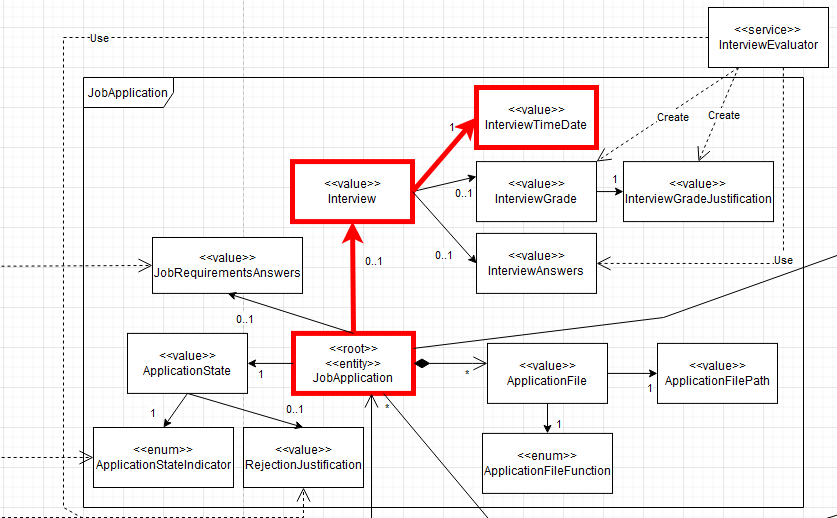 <<service>>
InterviewEvaluator
Use
JobApplication
<<value>>
InterviewTimeDate
Create
Create
1
<<value>>
Interview
<<value>>
InterviewGrade
1
<<value>>
InterviewGradeJustification
0..1
<<value>>
InterviewAnswers
0..1
0..1
Use
<<value>>
JobRequirementsAnswers
0..1
<<root>>
<<entity>>
JobApplication
<<value>>
ApplicationState
1
*
<<value>>
ApplicationFile
1
<<value>>
ApplicationFilePath
1
0..1
*
1
<<enum>>
ApplicationStateIndicator
<<value>>
RejectionJustification
<<enum>>
ApplicationFileFunction